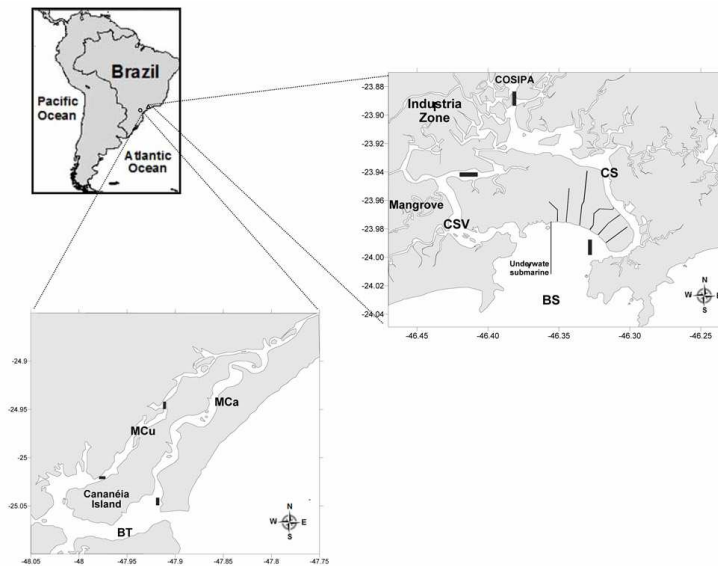 Brazil
Pacific
Ocean
Atlantic
Ocean
COSIPA
Industria
Zone
Mangrove
CS
CSV
Underwate
submarine
BS
N
W
E
S
-23.88
-23.90
-23.92
-23.94
-23.96
-23.98
-24.00
-24.02
-24.04
-46.45
-46.40
-46.35
-46.30
-46.25
MCa
MCu
Cananéia
Island
BT
N
W
E
S
-24.9
-24.95
-25
-25.05
-48.05
-48
-47.95
-47.9
-47.85
-47.8
-47.75